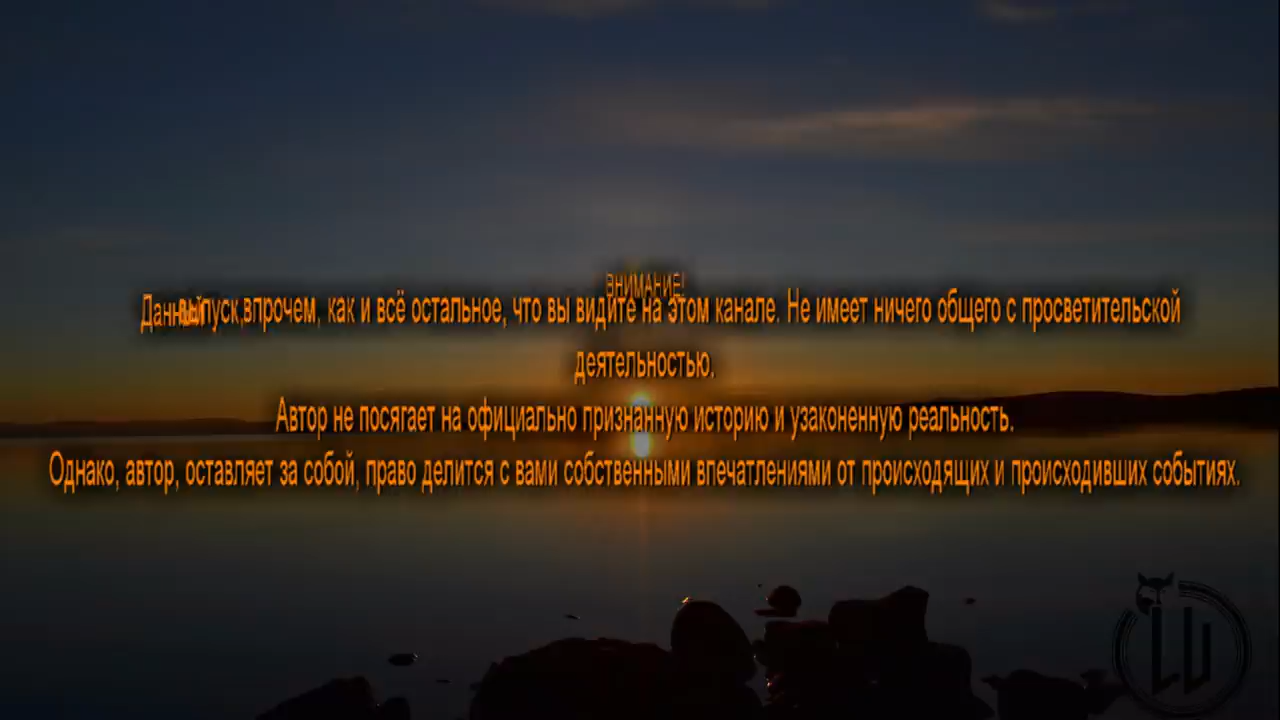 ВНИМАНИЕ!
Данный выпуск, впрочем, как и всё остальное, что вы видите на этом канале. Не имеет ничего общего с просветительской
деятельностью.
Автор не посягает на официально признанную историю и узаконенную реальность.
Однако, автор, оставляет за собой, право делится с вами собственными впечатлениями от происходящих и происходивших событиях.
LU